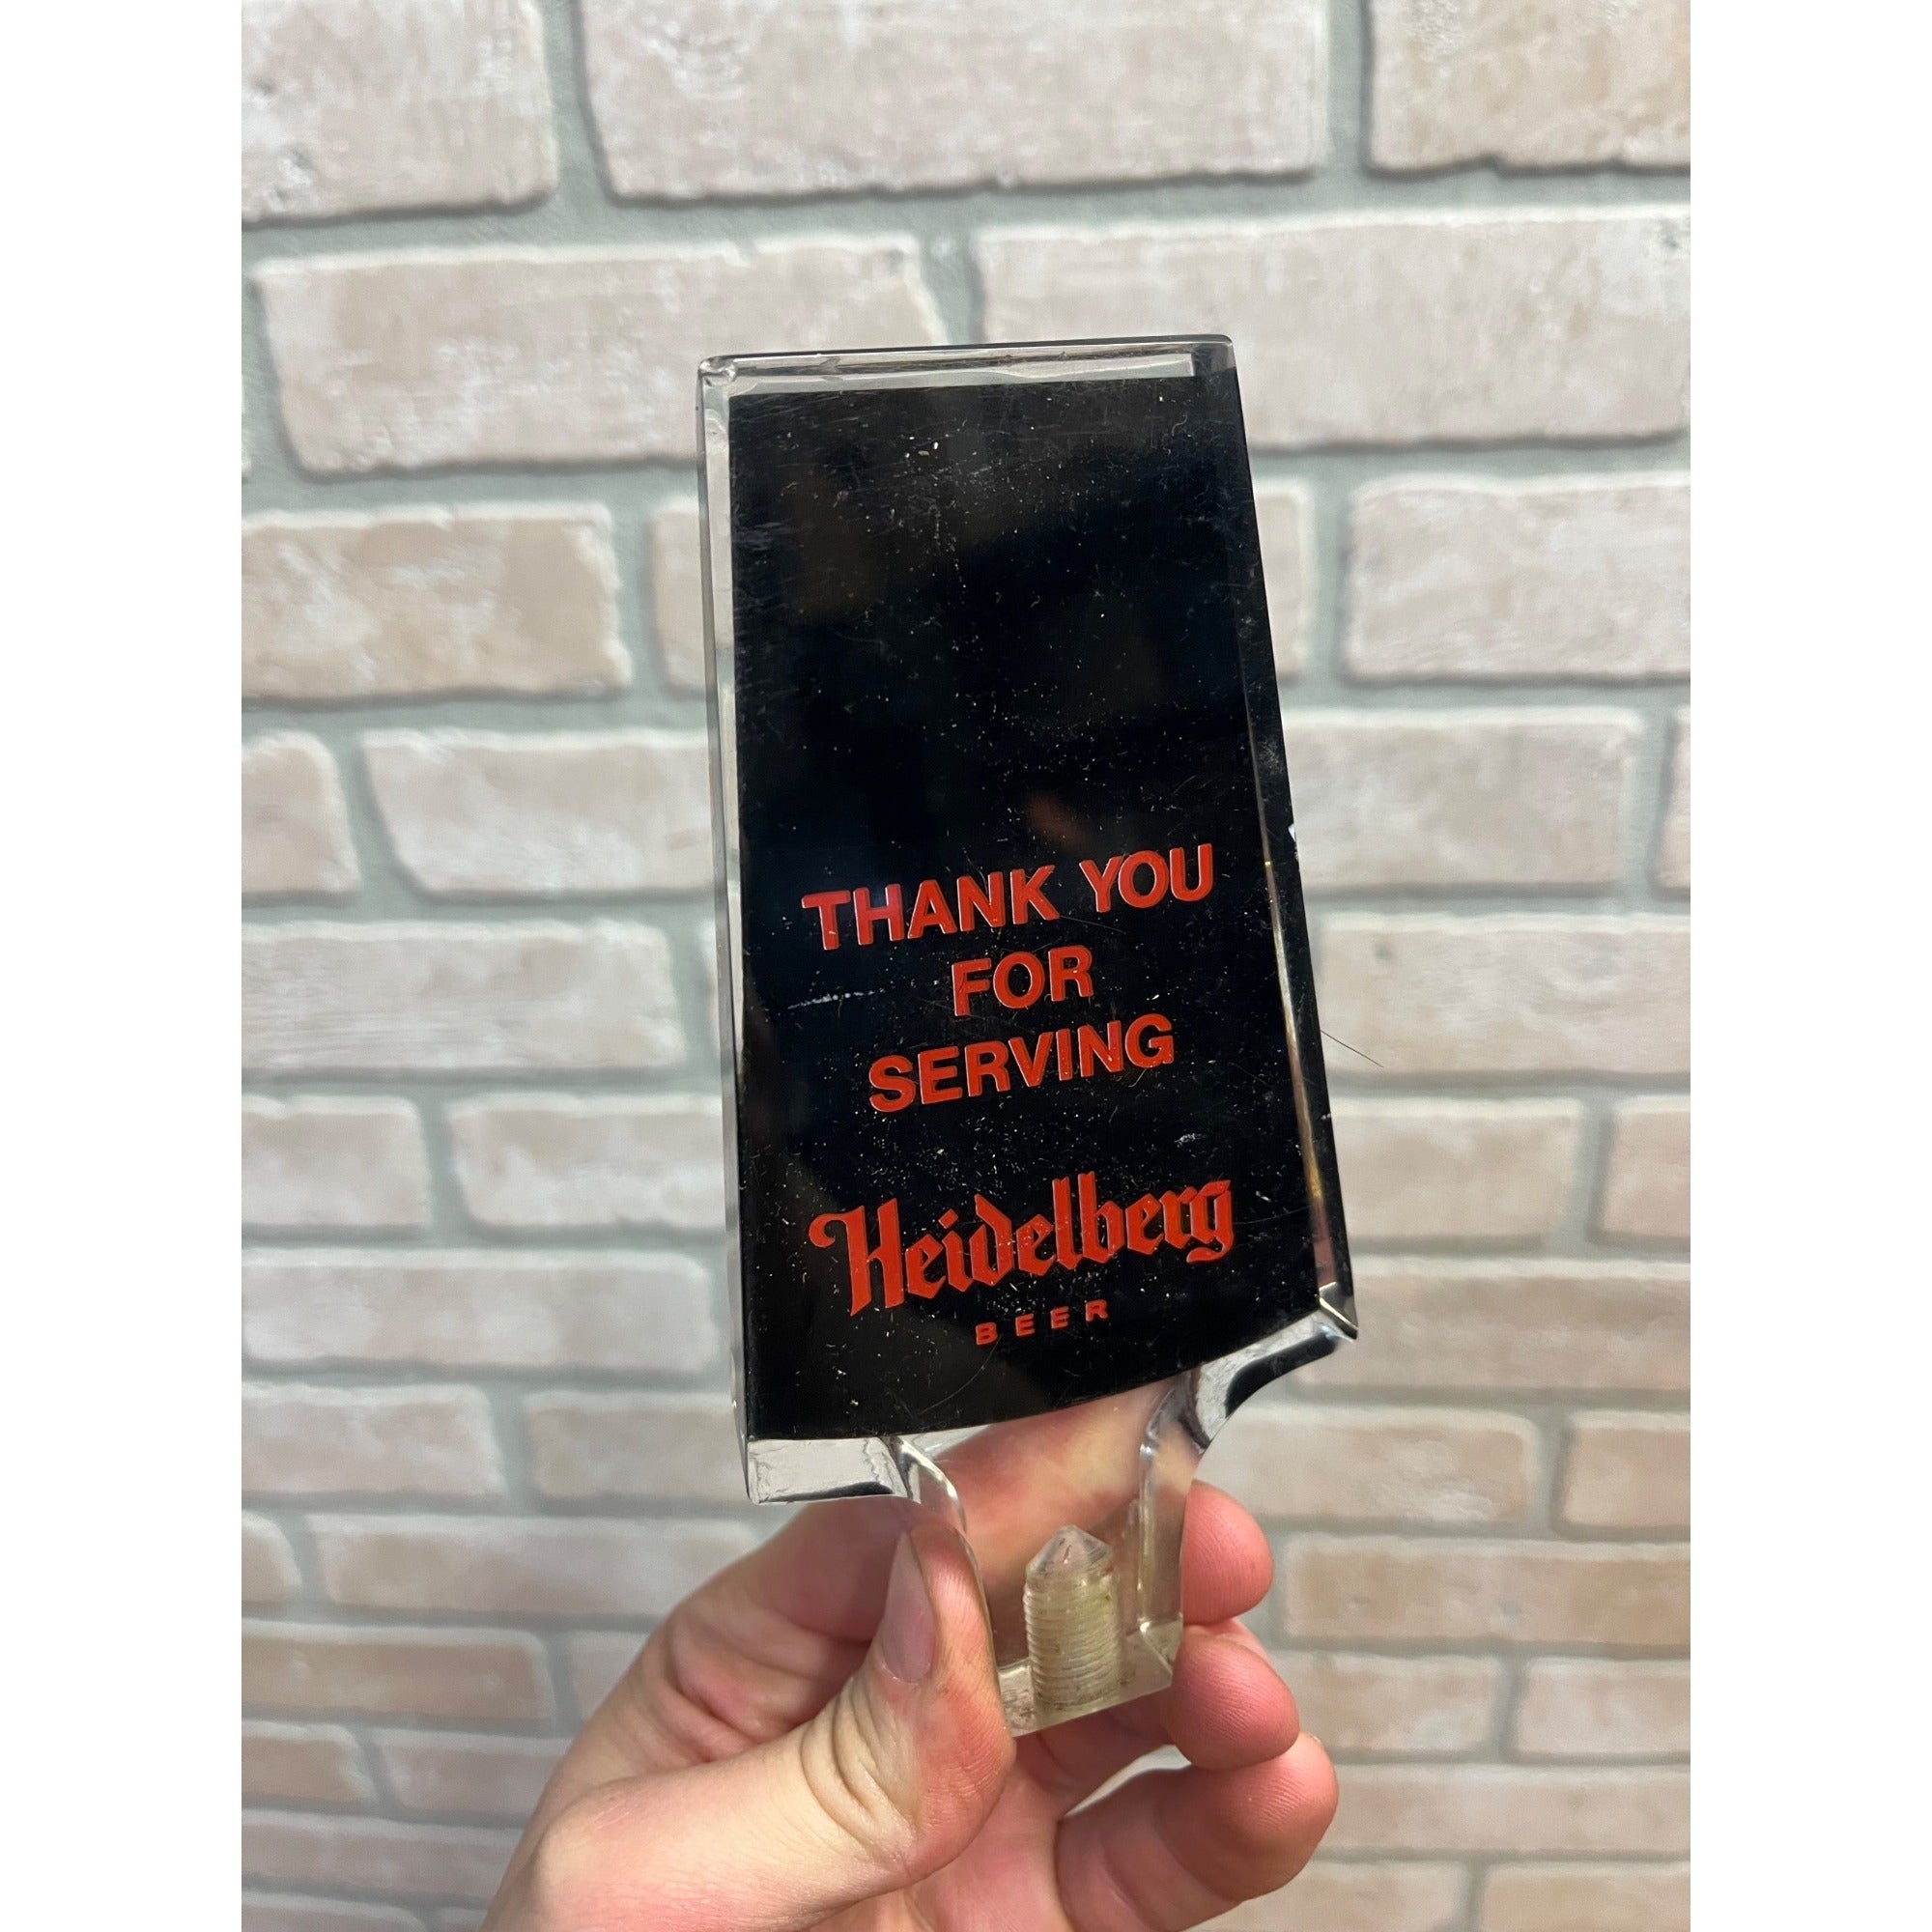 THANK YOU
FOR
SERVING
Heidelberg
BEER